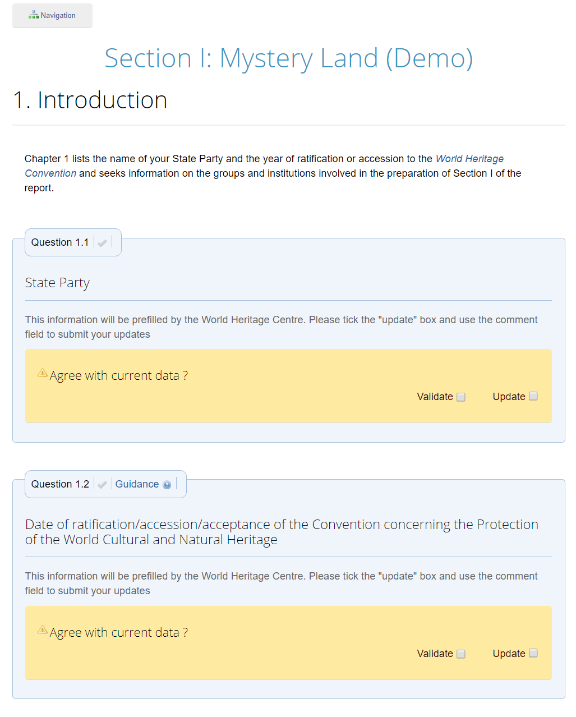 Navigation
Section I: Mystery Land (Demo)
1. Introduction
Chapter 1 lists the name of your State Party and the year of ratification or accession to the World Heritage
Convention and seeks information on the groups and institutions involved in the preparation of Section I of the
report.
Question 1.1
State Party
This information will be prefilled by the World Heritage Centre. Please tick the "update" box and use the comment
field to submit your updates
Agree with current data ?
Validate Update
Question 1.2 Guidance
Date of ratification/accession/acceptance of the Convention concerning the Protection
of the World Cultural and Natural Heritage
This information will be prefilled by the World Heritage Centre. Please tick the "update" box and use the comment
field to submit your updates
Agree with current data ?
Validate Update